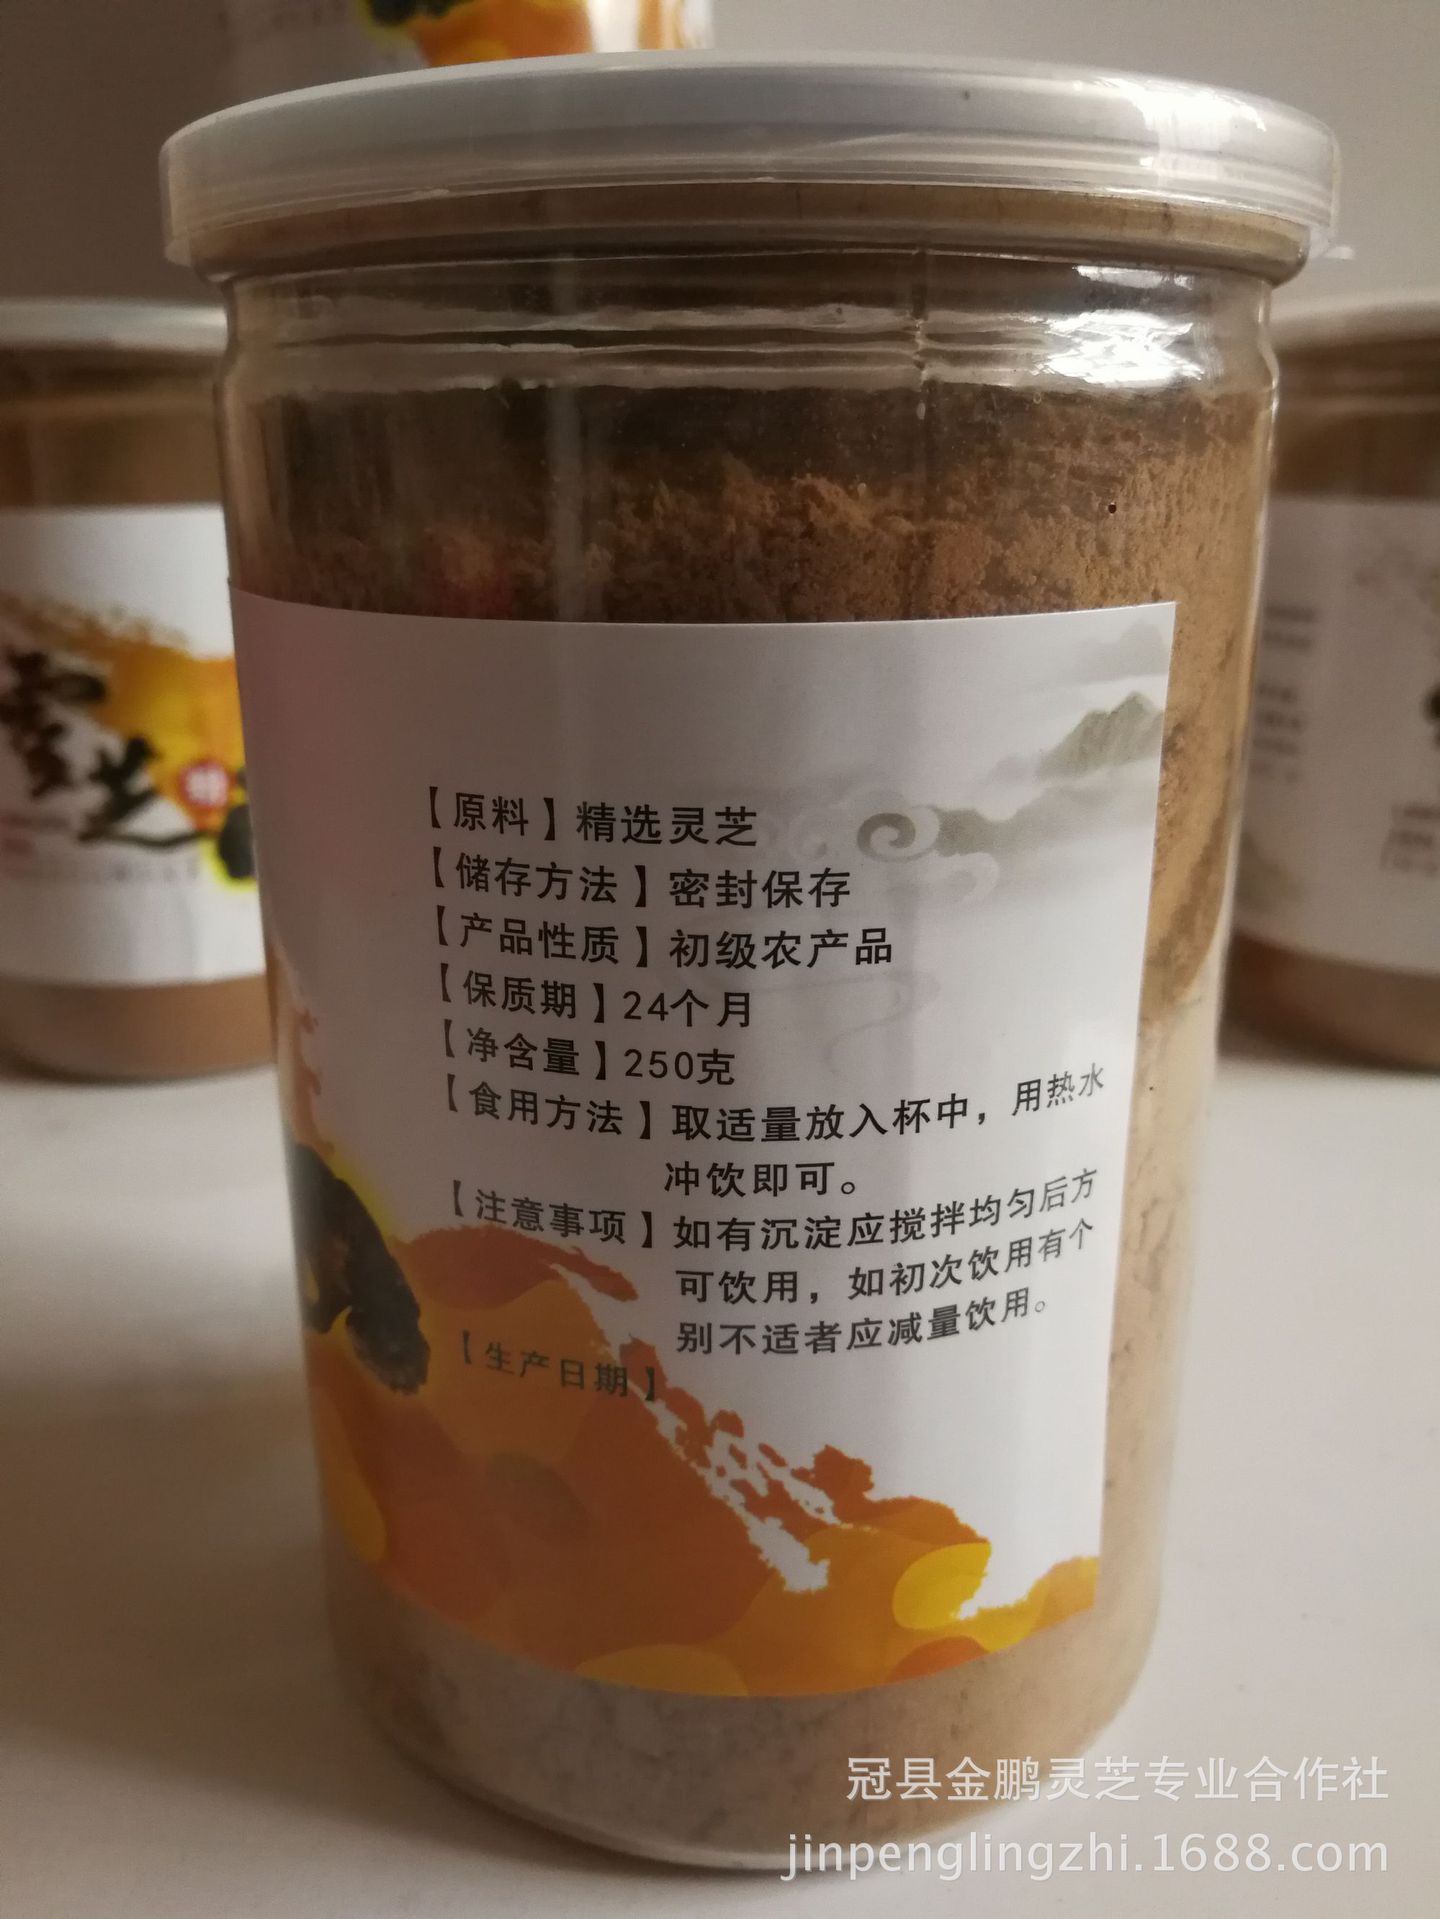 【原料】精选灵芝
【储存方法】密封保存
【产品性质】初级农产品
【保质期】24个月
【净含量】250克
【食用方法】取适量放入杯中，用热水
冲饮即可。
【注意事项】如有沉淀应搅拌均匀后方
可饮用，如初次饮用有个
别不适者应减量饮用。
【生产日期】
冠县金鹏灵芝专业合作社
jinpenglingzhi.1688.com